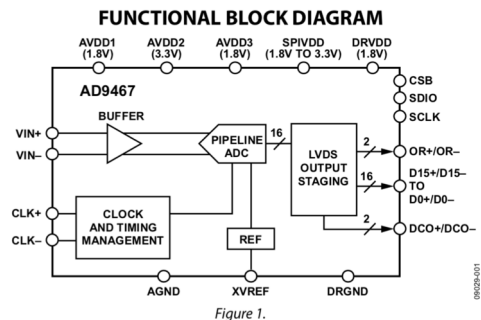 FUNCTIONAL BLOCK DIAGRAM
AVDD1 AVDD2 AVDD3 SPIVDD DRVDD
(1.8V) (3.3V) (1.8V) (1.8V TO 3.3V) (1.8V)
AD9467
CSB
SDIO
SCLK
BUFFER
VIN+
VIN–
PIPELINE
ADC
16
LVDS
OUTPUT
STAGING
2
OR+/OR–
16
D15+/D15–
TO
D0+/D0–
2
DCO+/DCO–
CLK+
CLK–
CLOCK
AND TIMING
MANAGEMENT
REF
AGND XVREF DRGND
09029-001
Figure 1.